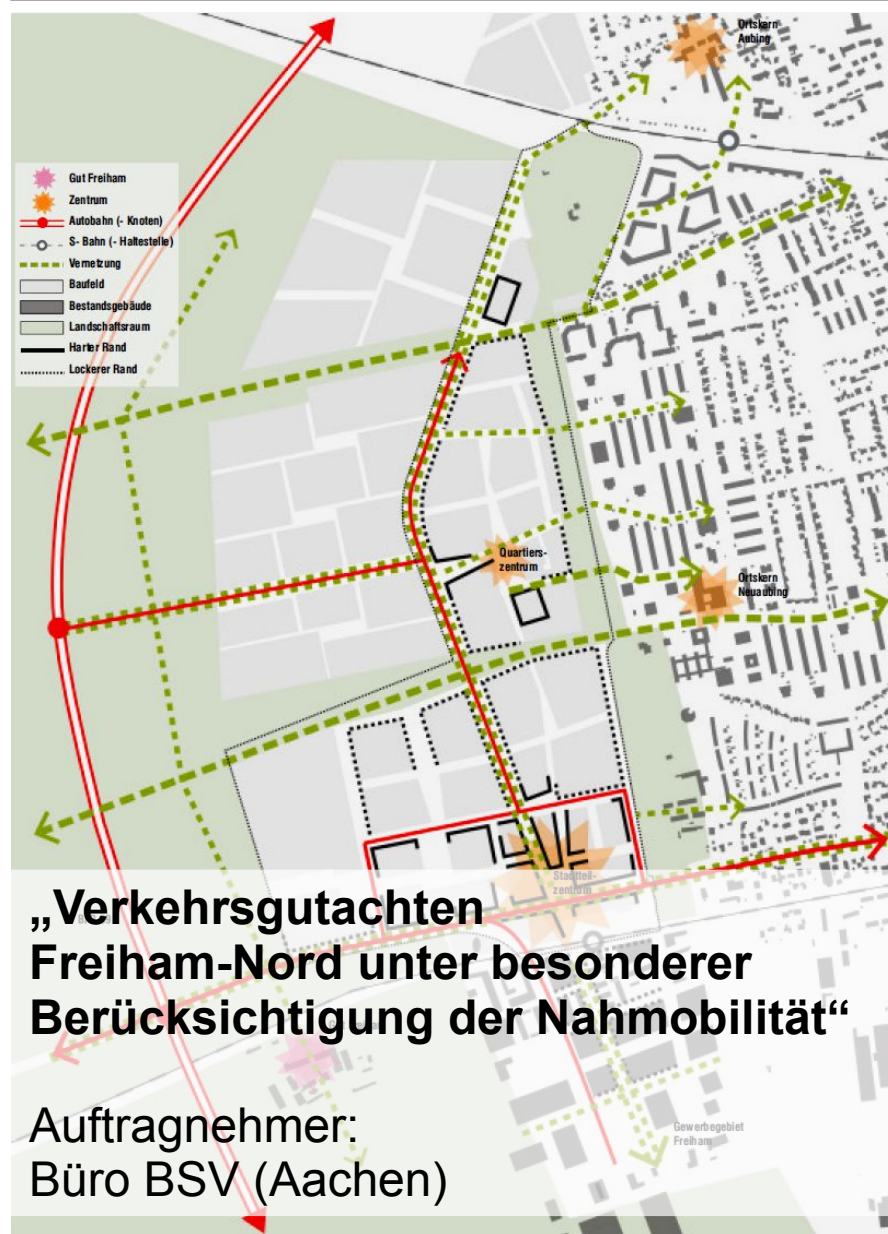 Ortskern
Aubing
Gut Freiham
Zentrum
Autobahn (- Knoten)
S- Bahn (- Haltestelle)
Vernetzung
Baufeld
Bestandsgebäude
Landschaftsraum
Harter Rand
Lockerer Rand
Quartiers-
zentrum
Ortskern
Neuaubing
Stadtteil-
zentrum
„Verkehrsgutachten
Freiham-Nord unter besonderer
Berücksichtigung der Nahmobilität“
Auftragnehmer:
Büro BSV (Aachen)
Gewerbegebiet
Freiham